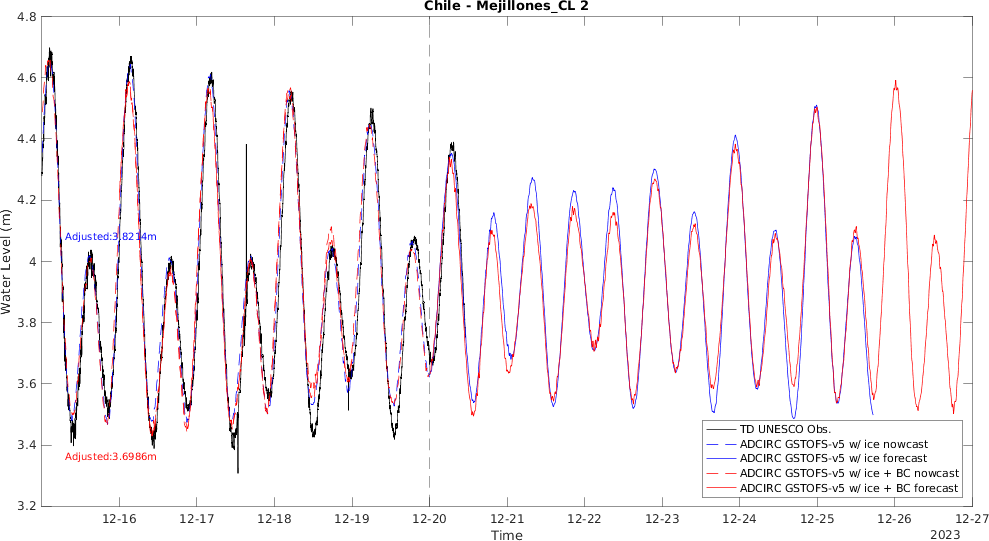 Chile - Mejillones_CL 2
4.8
4.6
4.4
4.2
4
3.8
3.6
3.4
3.2
Water Level (m)
Adjusted:3.8214m
Adjusted:3.6986m
TD UNESCO Obs.
ADCIRC GSTOFS-v5 w/ ice nowcast
ADCIRC GSTOFS-v5 w/ ice forecast
ADCIRC GSTOFS-v5 w/ ice + BC nowcast
ADCIRC GSTOFS-v5 w/ ice + BC forecast
12-16 12-17 12-18 12-19 12-20 12-21 12-22 12-23 12-24 12-25 12-26 12-27
Time
2023